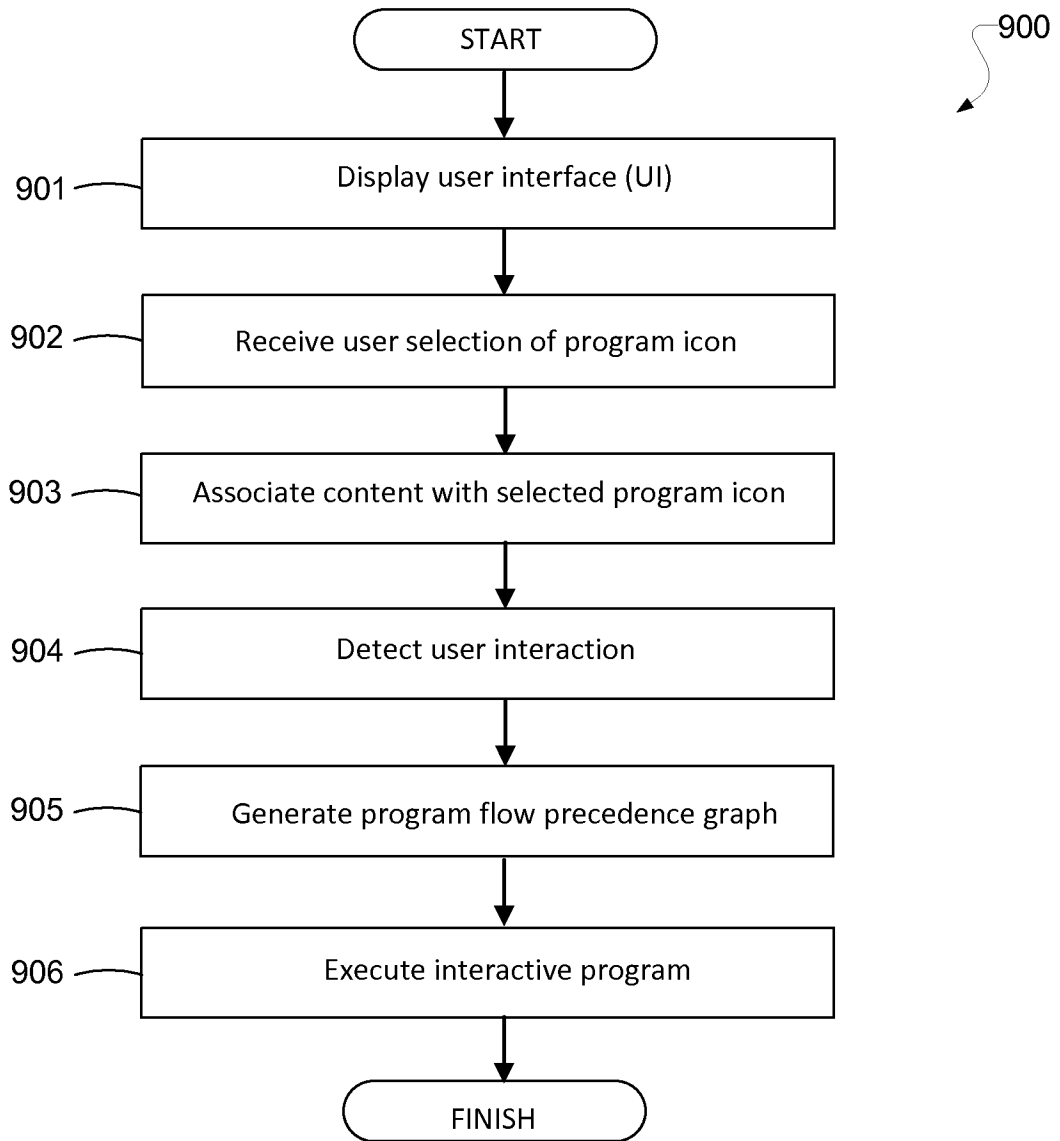 START
900
901
Display user interface (UI)
902
Receive user selection of program icon
903
Associate content with selected program icon
904
Detect user interaction
905
Generate program flow precedence graph
906
Execute interactive program
FINISH